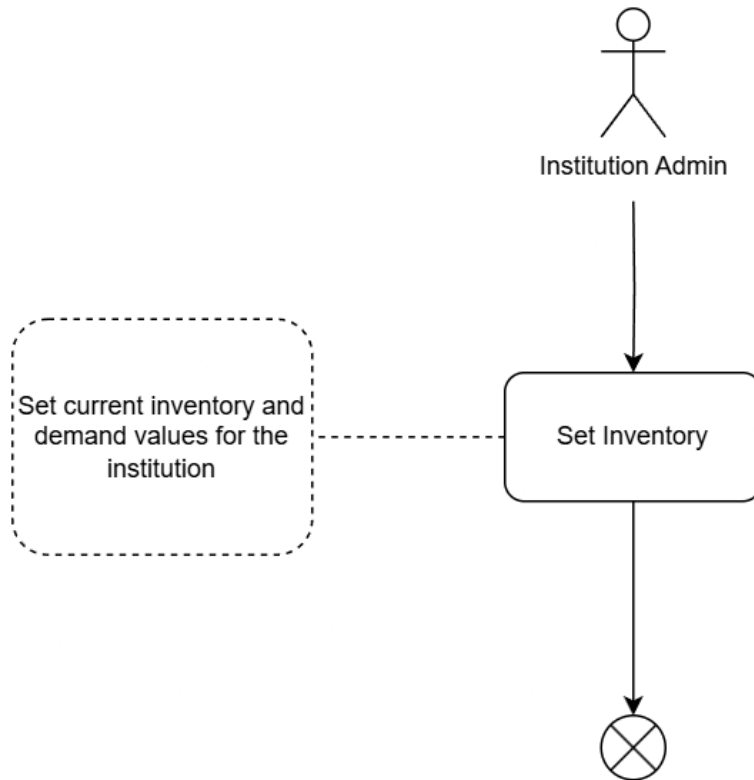 Institution Admin
Set current inventory and
demand values for the
institution
Set Inventory